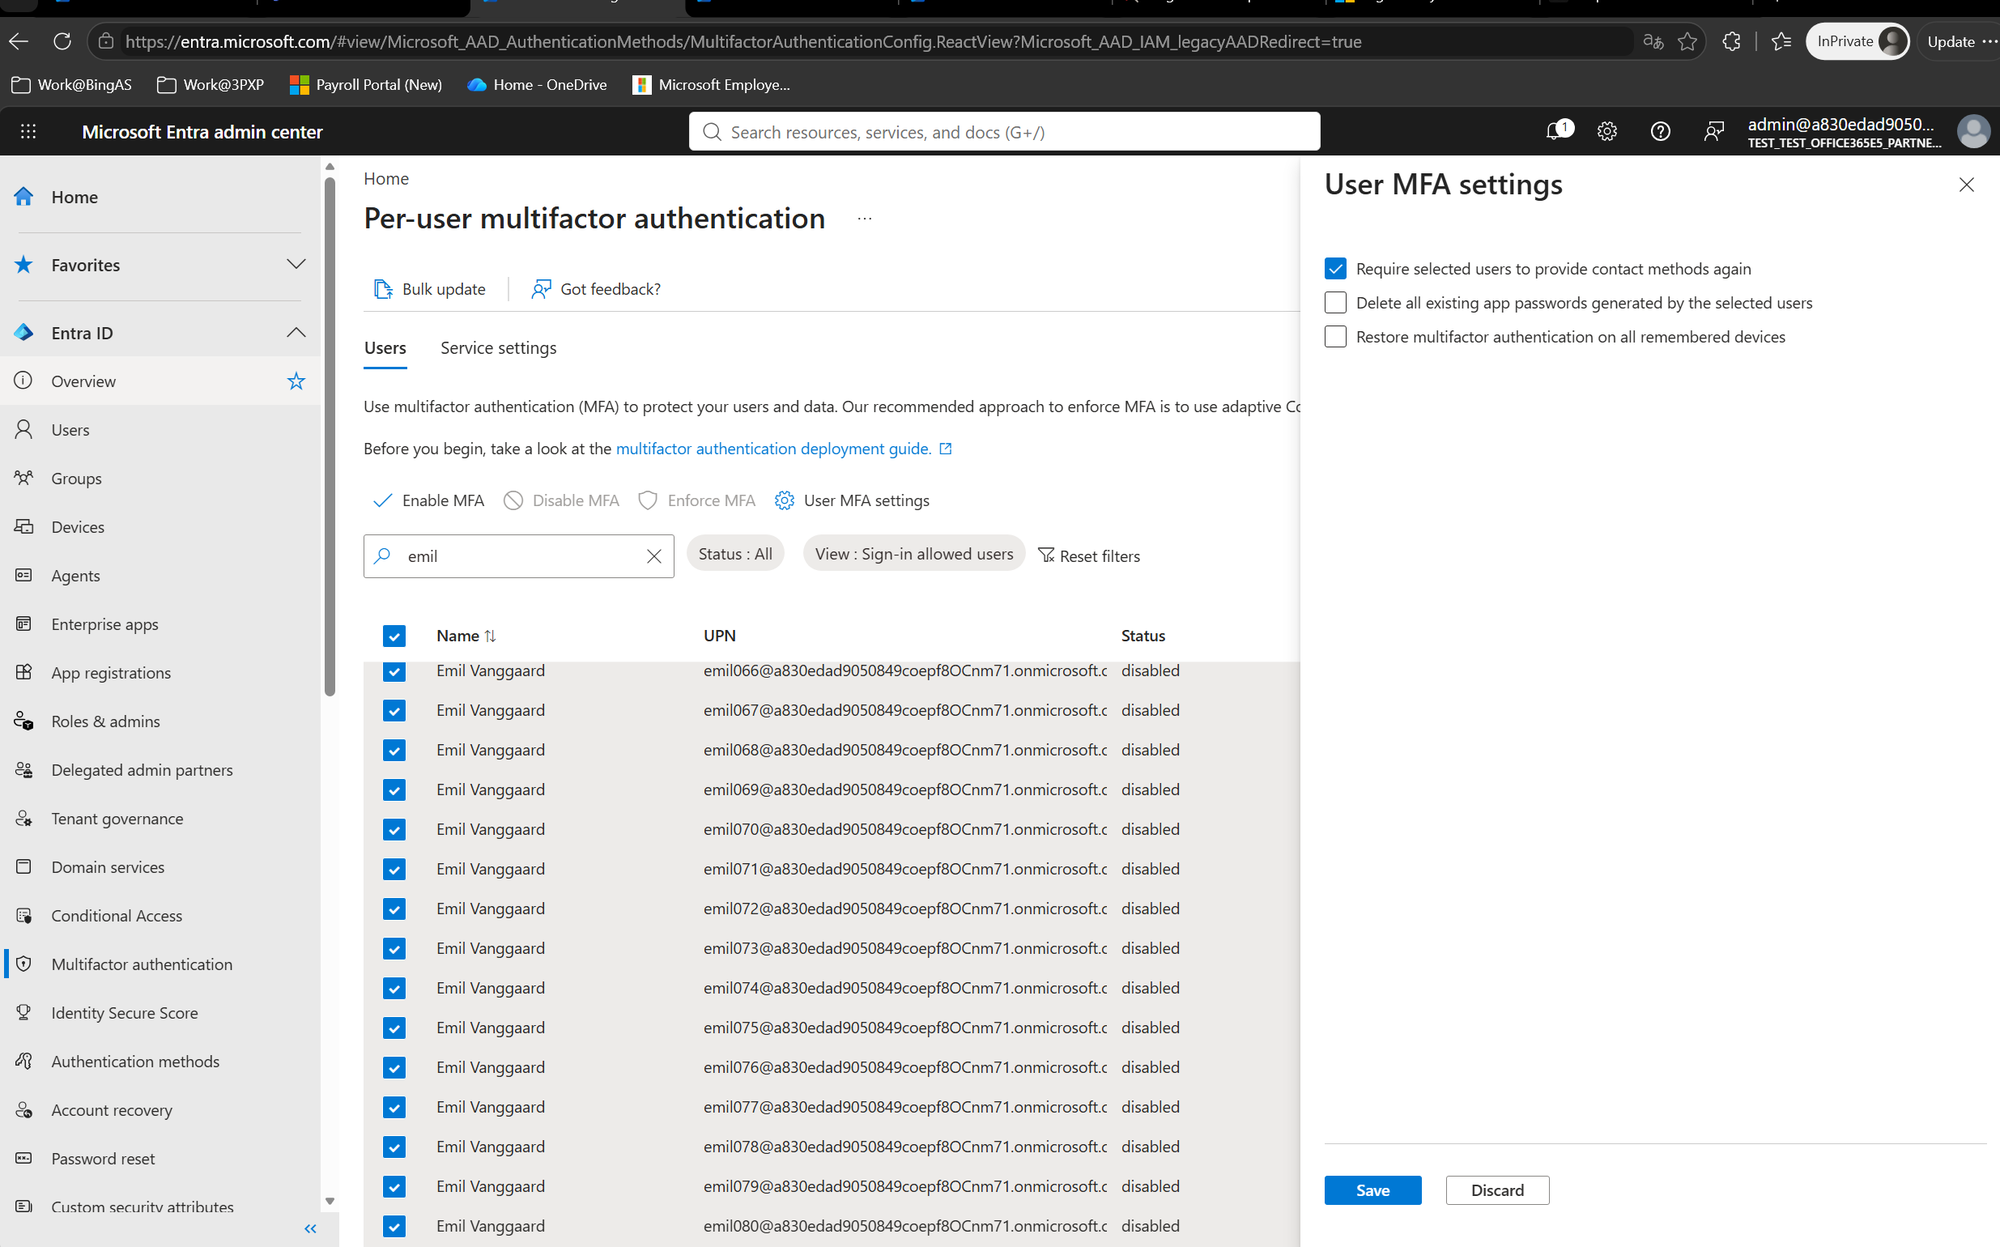 https://entra.microsoft.com/#view/Microsoft_AAD_AuthenticationMethods/MultifactorAuthenticationConfig.ReactView?Microsoft_AAD_IAM_legacyAADRedirect=true
InPrivate
Update
Work@BingAS
Work@3PXP
Payroll Portal (New)
Home - OneDrive
Microsoft Employe...
Microsoft Entra admin center
Search resources, services, and docs (G+/)
1
admin@a830edad9050...
TEST_TEST_OFFICE365E5_PARTNE...
Home
Favorites
Entra ID
Overview
Users
Groups
Devices
Agents
Enterprise apps
App registrations
Roles & admins
Delegated admin partners
Tenant governance
Domain services
Conditional Access
Multifactor authentication
Identity Secure Score
Authentication methods
Account recovery
Password reset
Custom security attributes
Home
Per-user multifactor authentication
Bulk update
Got feedback?
Users
Service settings
Use multifactor authentication (MFA) to protect your users and data. Our recommended approach to enforce MFA is to use adaptive Co
Before you begin, take a look at the multifactor authentication deployment guide.
Enable MFA
Disable MFA
Enforce MFA
User MFA settings
emil
Status : All
View : Sign-in allowed users
Reset filters
Name UPN Status
Emil Vanggaard emil066@a830edad9050849coepf8OCnm71.onmicrosoft.c disabled
Emil Vanggaard emil067@a830edad9050849coepf8OCnm71.onmicrosoft.c disabled
Emil Vanggaard emil068@a830edad9050849coepf8OCnm71.onmicrosoft.c disabled
Emil Vanggaard emil069@a830edad9050849coepf8OCnm71.onmicrosoft.c disabled
Emil Vanggaard emil070@a830edad9050849coepf8OCnm71.onmicrosoft.c disabled
Emil Vanggaard emil071@a830edad9050849coepf8OCnm71.onmicrosoft.c disabled
Emil Vanggaard emil072@a830edad9050849coepf8OCnm71.onmicrosoft.c disabled
Emil Vanggaard emil073@a830edad9050849coepf8OCnm71.onmicrosoft.c disabled
Emil Vanggaard emil074@a830edad9050849coepf8OCnm71.onmicrosoft.c disabled
Emil Vanggaard emil075@a830edad9050849coepf8OCnm71.onmicrosoft.c disabled
Emil Vanggaard emil076@a830edad9050849coepf8OCnm71.onmicrosoft.c disabled
Emil Vanggaard emil077@a830edad9050849coepf8OCnm71.onmicrosoft.c disabled
Emil Vanggaard emil078@a830edad9050849coepf8OCnm71.onmicrosoft.c disabled
Emil Vanggaard emil079@a830edad9050849coepf8OCnm71.onmicrosoft.c disabled
Emil Vanggaard emil080@a830edad9050849coepf8OCnm71.onmicrosoft.c disabled
User MFA settings
Require selected users to provide contact methods again
Delete all existing app passwords generated by the selected users
Restore multifactor authentication on all remembered devices
Save
Discard